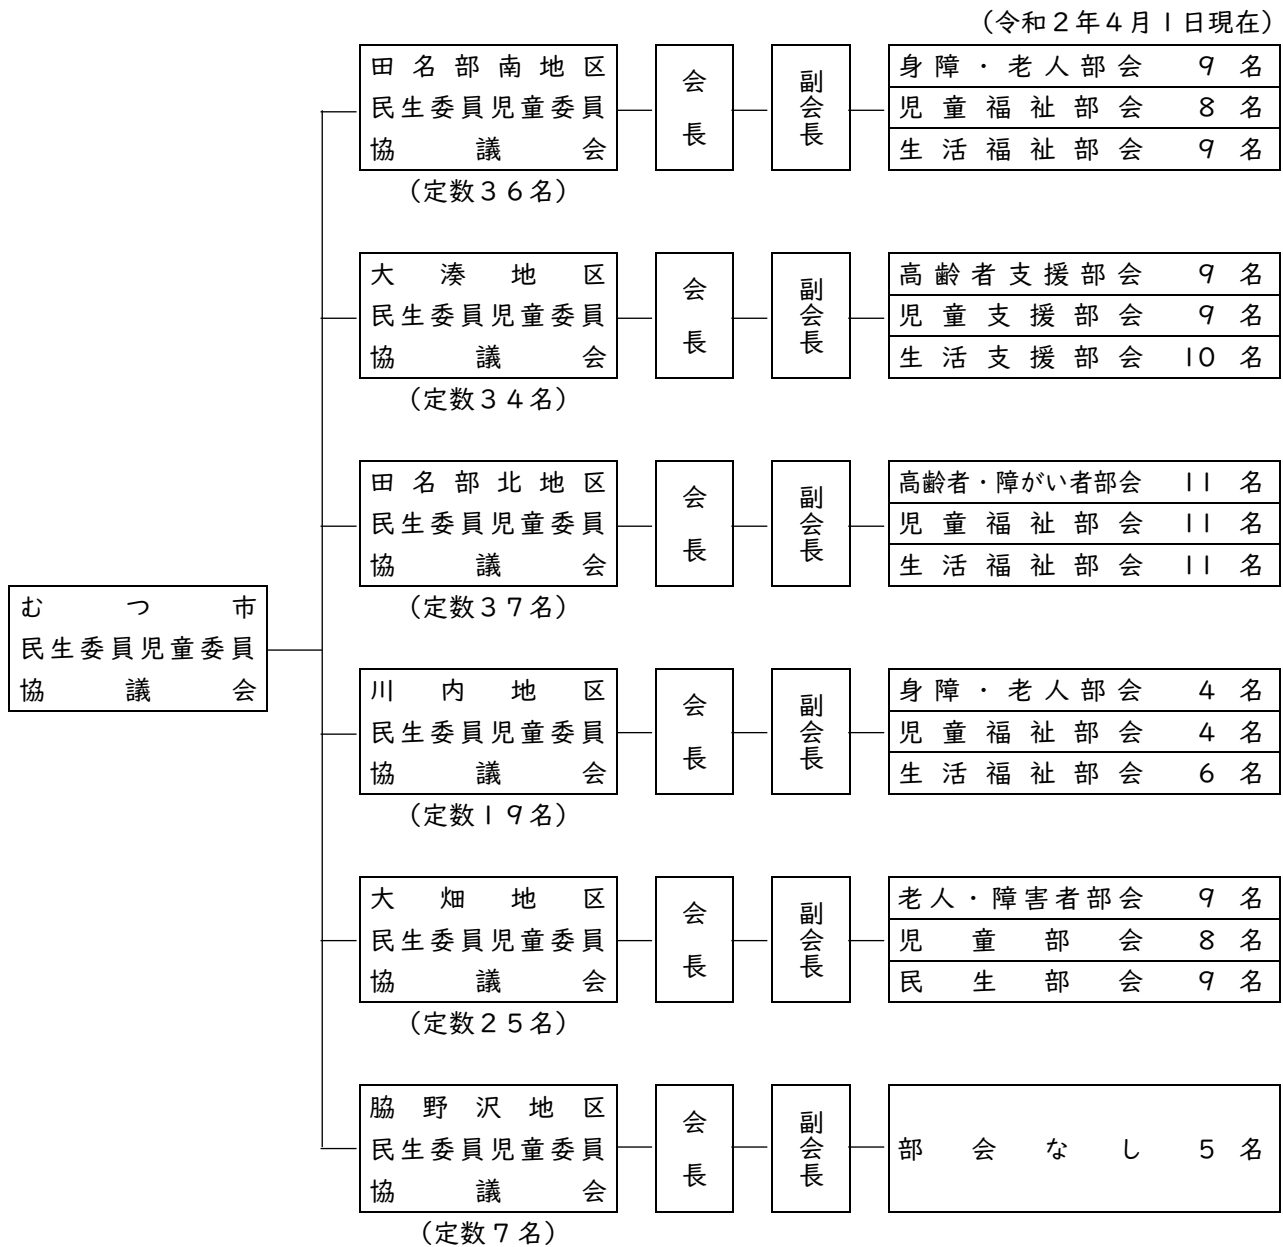 (令和２年４月１日現在)
むつ市
民生委員児童委員
協議会
田名部南地区
民生委員児童委員
協議会
(定数３６名)
会長
副会長
身障・老人部会 ９名
児童福祉部会 ８名
生活福祉部会 ９名
大湊地区
民生委員児童委員
協議会
(定数３４名)
会長
副会長
高齢者支援部会 ９名
児童支援部会 ９名
生活支援部会 １０名
田名部北地区
民生委員児童委員
協議会
(定数３７名)
会長
副会長
高齢者・障がい者部会 １１名
児童福祉部会 １１名
生活福祉部会 １１名
川内地区
民生委員児童委員
協議会
(定数１９名)
会長
副会長
身障・老人部会 ４名
児童福祉部会 ４名
生活福祉部会 ６名
大畑地区
民生委員児童委員
協議会
(定数２５名)
会長
副会長
老人・障害者部会 ９名
児童部会 ８名
民生部会 ９名
脇野沢地区
民生委員児童委員
協議会
(定数７名)
会長
副会長
部会なし ５名